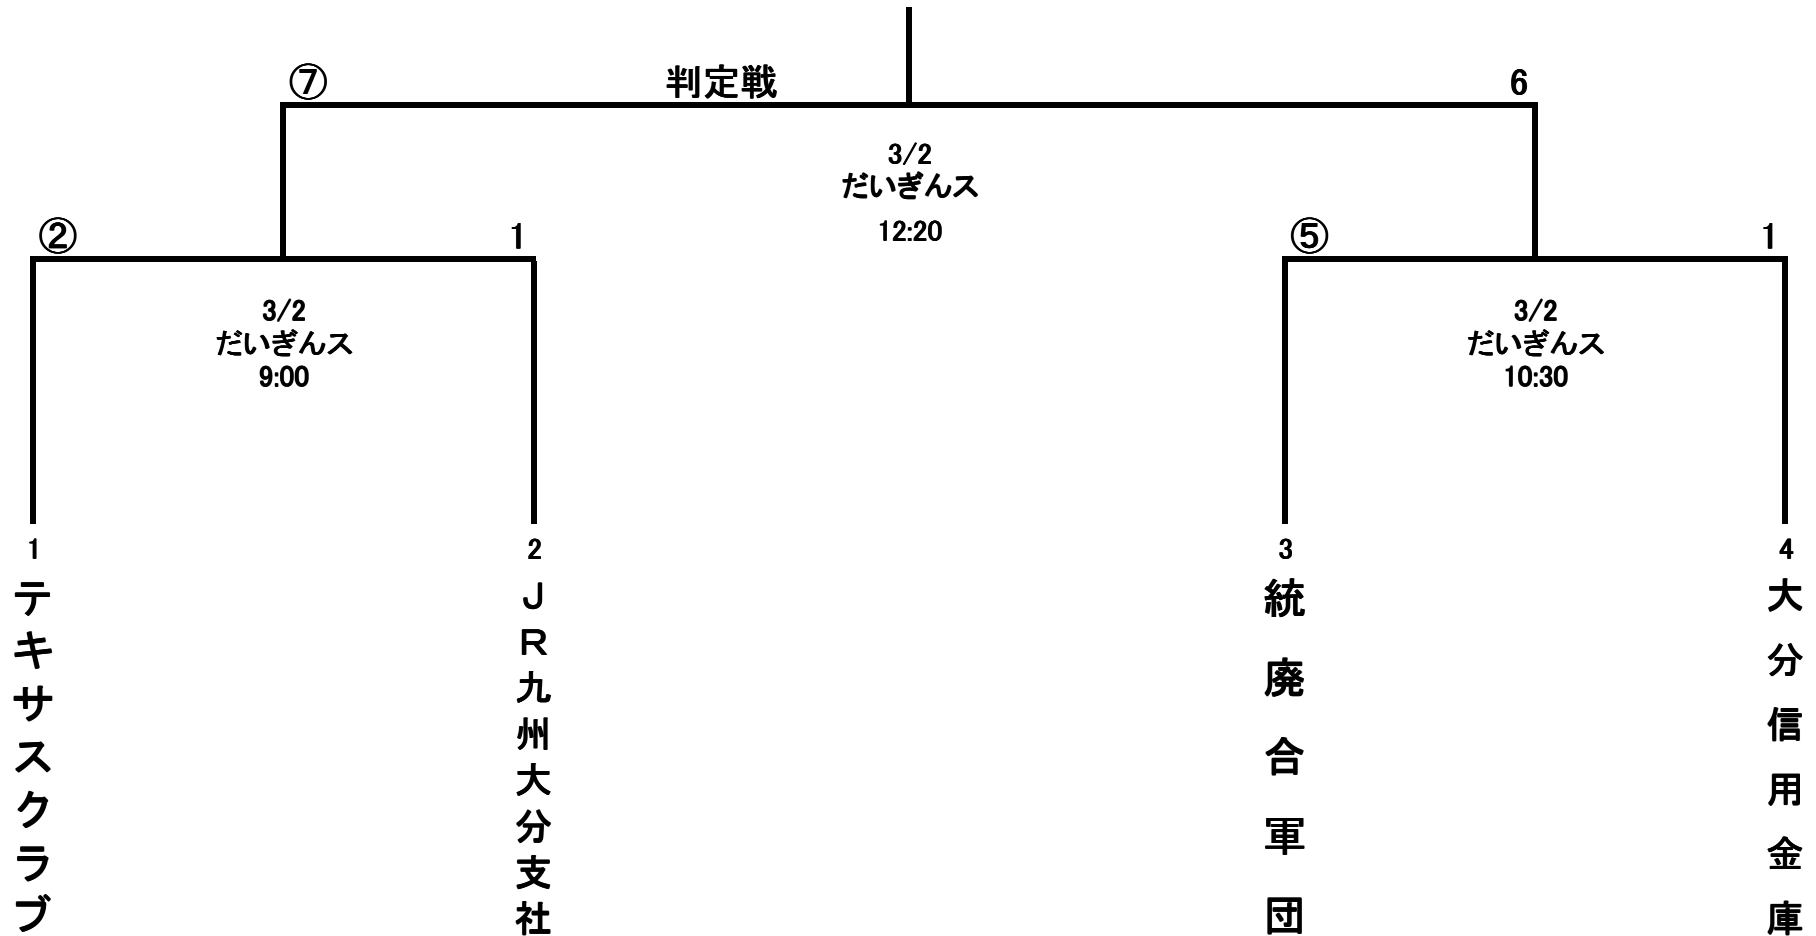 ⑦ 判定戦 6
3/2
だいぎんス
12:20
② 1
3/2
だいぎんス
9:00
⑤ 1
3/2
だいぎんス
10:30
1
テキサスクラブ
2
JR九州大分支社
3
統廃合軍団
4
大分信用金庫